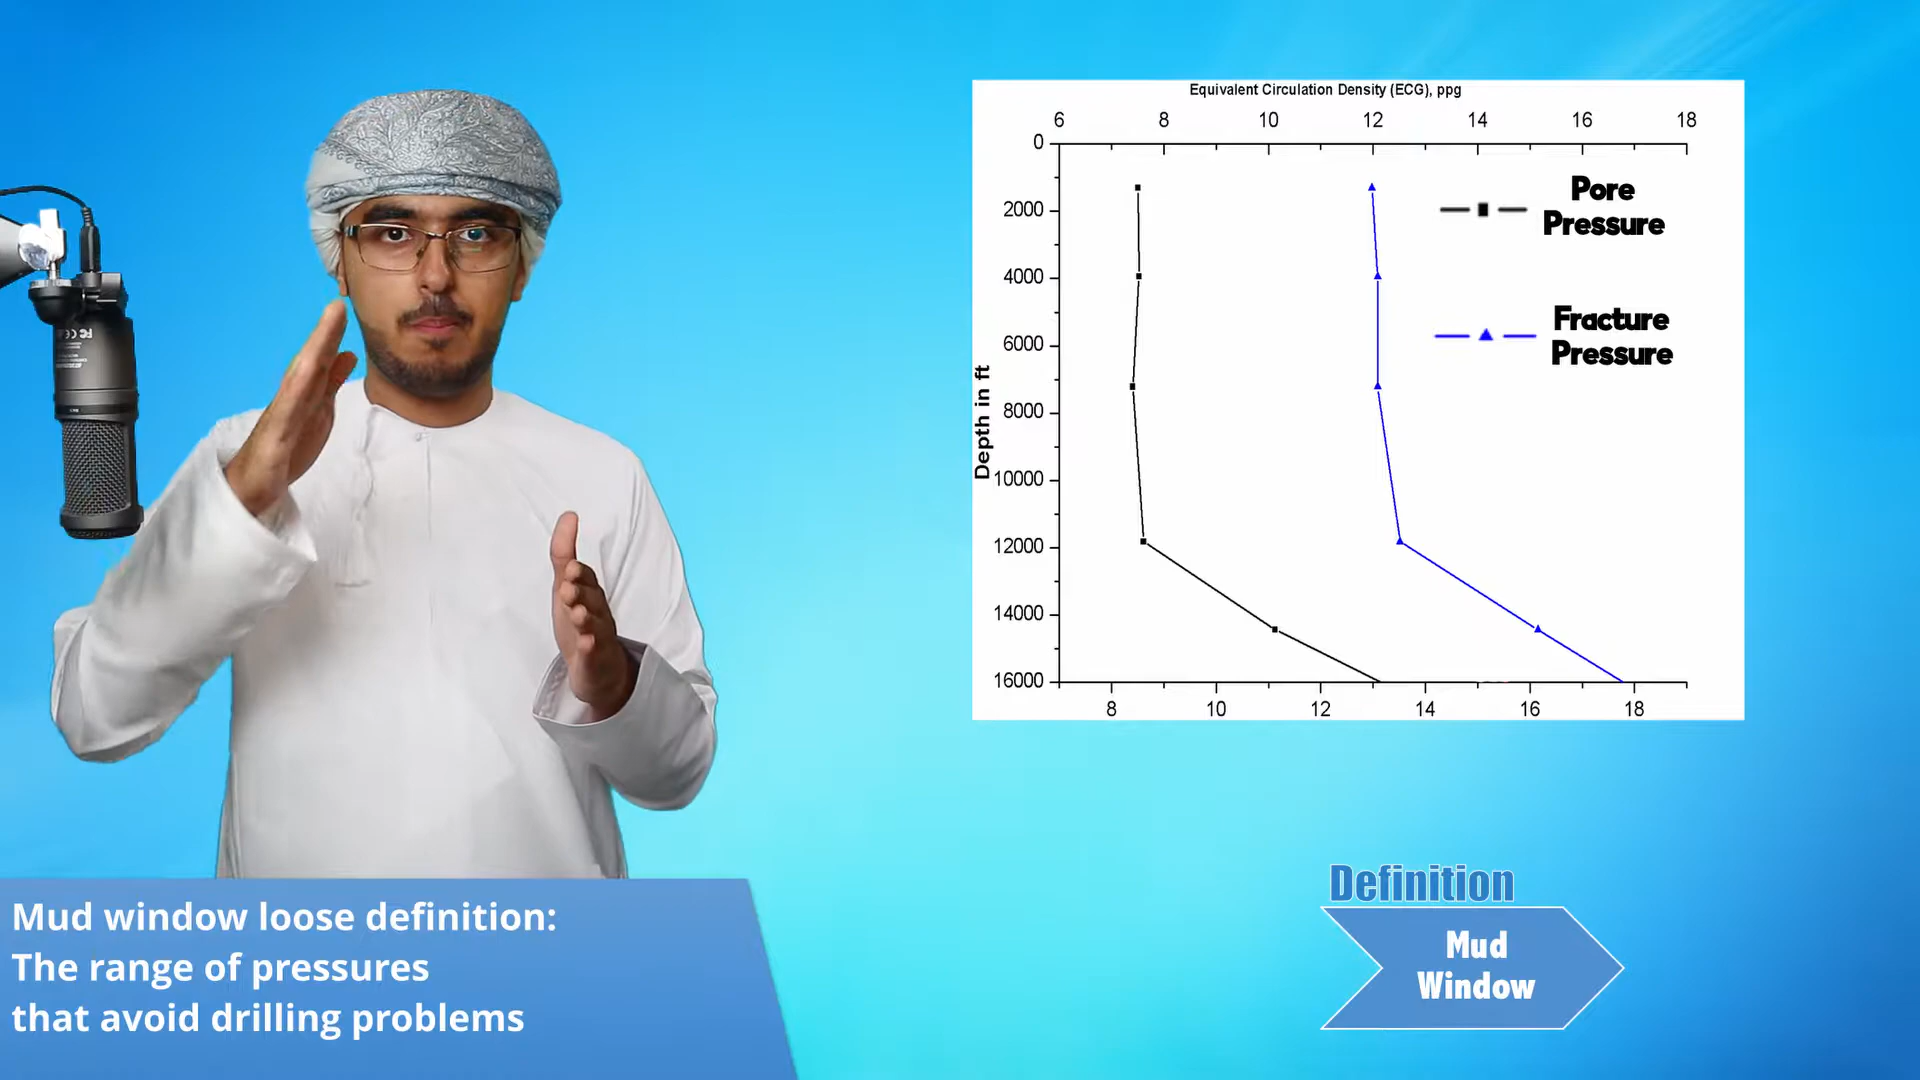 Equivalent Circulation Density (ECG), ppg
6 8 10 12 14 16 18
0
2000
4000
6000
8000
10000
12000
14000
16000
Depth in ft
8 10 12 14 16 18
Pore
Pressure
Fracture
Pressure
Mud window loose definition:
The range of pressures
that avoid drilling problems
Definition
Mud
Window